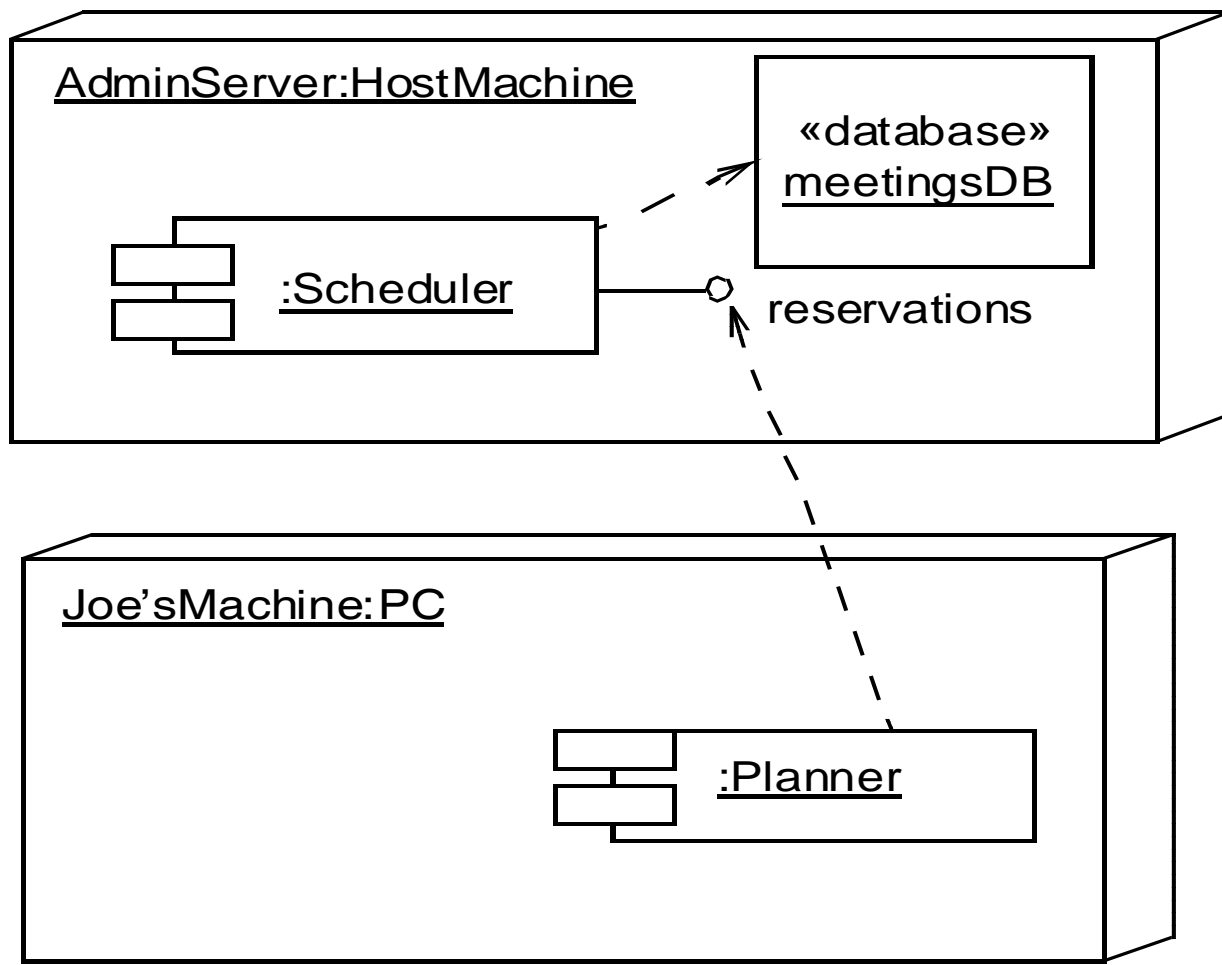 AdminServer:HostMachine
«database»
meetingsDB
:Scheduler
reservations
Joe’sMachine:PC
:Planner